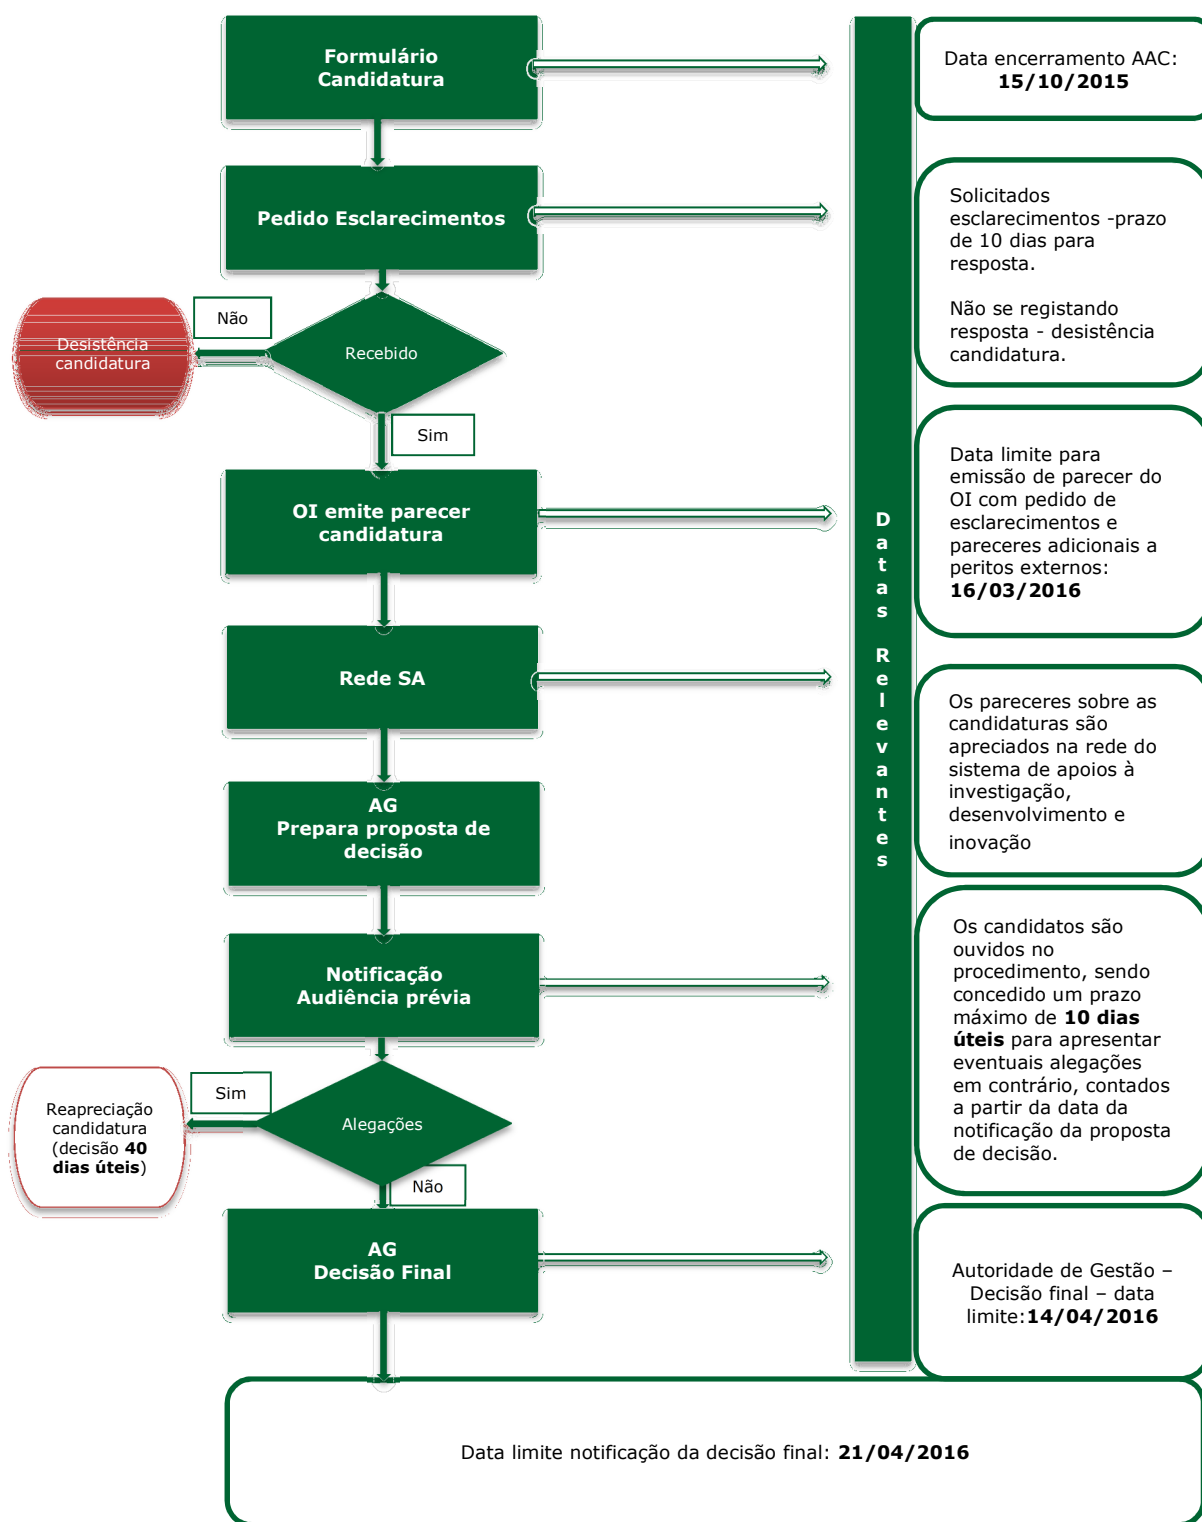 Formulário
Candidatura
Data encerramento AAC:
15/10/2015
Pedido Esclarecimentos
Solicitados
esclarecimentos -prazo
de 10 dias para
resposta.
Não se registando
resposta - desistência
candidatura.
Não
Desistência
candidatura
Recebido
Sim
OI emite parecer
candidatura
Data limite para
emissão de parecer do
OI com pedido de
esclarecimentos e
pareceres adicionais a
peritos externos:
16/03/2016
Datas Relevantes
Rede SA
Os pareceres sobre as
candidaturas são
apreciados na rede do
sistema de apoios à
investigação,
desenvolvimento e
inovação
AG
Prepara proposta de
decisão
Notificação
Audiência prévia
Os candidatos são
ouvidos no
procedimento, sendo
concedido um prazo
máximo de 10 dias
úteis para apresentar
eventuais alegações
em contrário, contados
a partir da data da
notificação da proposta
de decisão.
Sim
Reapreciação
candidatura
(decisão 40
dias úteis)
Alegações
Não
AG
Decisão Final
Autoridade de Gestão –
Decisão final – data
limite:14/04/2016
Data limite notificação da decisão final: 21/04/2016